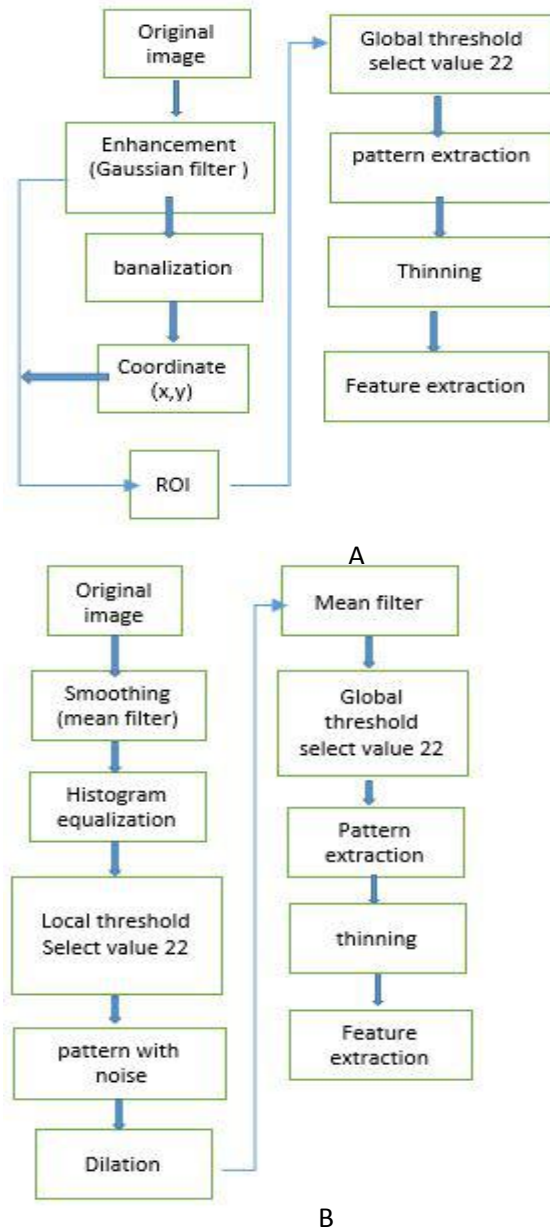 Original
image
Enhancement
(Gaussian filter )
banalization
Coordinate
(x,y)
ROI
Global threshold
select value 22
pattern extraction
Thinning
Feature extraction
A
Original
image
Smoothing
(mean filter)
Histogram
equalization
Local threshold
Select value 22
pattern with
noise
Dilation
Mean filter
Global
threshold
select value 22
Pattern
extraction
thinning
Feature
extraction
B